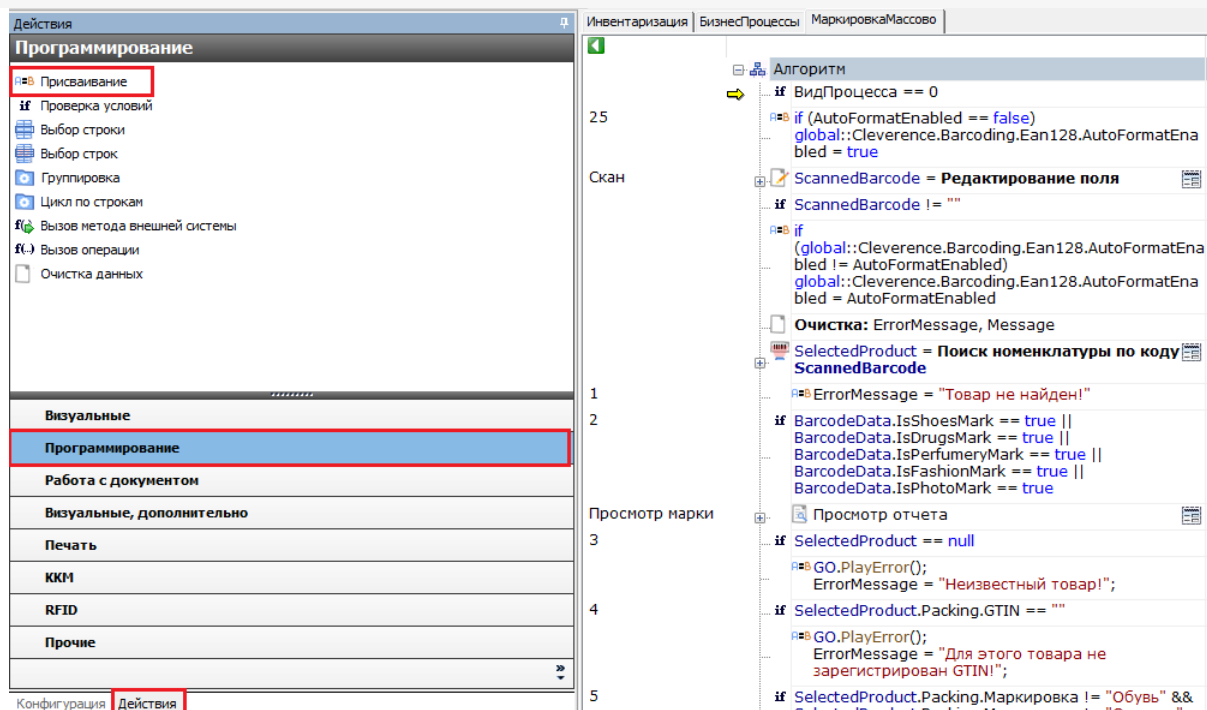 Действия
Программирование
A=B Присваивание
if Проверка условий
Выбор строки
Выбор строк
Группировка
Цикл по строкам
f() Вызов метода внешней системы
f(..) Вызов операции
Очистка данных
Визуальные
Программирование
Работа с документом
Визуальные, дополнительно
Печать
ККМ
RFID
Прочие
Конфигурация Действия
Инвентаризация БизнесПроцессы МаркировкаМассово
Алгоритм
if ВидПроцесса == 0
25
A=B if (AutoFormatEnabled == false)
global::Cleverence.Barcoding.Ean128.AutoFormatEna
bled = true
Скан
ScannedBarcode = Редактирование поля
if ScannedBarcode != ""
A=B if
(global::Cleverence.Barcoding.Ean128.AutoFormatEna
bled != AutoFormatEnabled)
global::Cleverence.Barcoding.Ean128.AutoFormatEna
bled = AutoFormatEnabled
Очистка: ErrorMessage, Message
SelectedProduct = Поиск номенклатуры по коду
ScannedBarcode
1
A=B ErrorMessage = "Товар не найден!"
2
if BarcodeData.IsShoesMark == true ||
BarcodeData.IsDrugsMark == true ||
BarcodeData.IsPerfumeryMark == true ||
BarcodeData.IsFashionMark == true ||
BarcodeData.IsPhotoMark == true
Просмотр марки
Просмотр отчета
3
if SelectedProduct == null
A=B GO.PlayError();
ErrorMessage = "Неизвестный товар!";
4
if SelectedProduct.Packing.GTIN == ""
A=B GO.PlayError();
ErrorMessage = "Для этого товара не
зарегистрирован GTIN!";
5
if SelectedProduct.Packing.Маркировка != "Обувь" &&